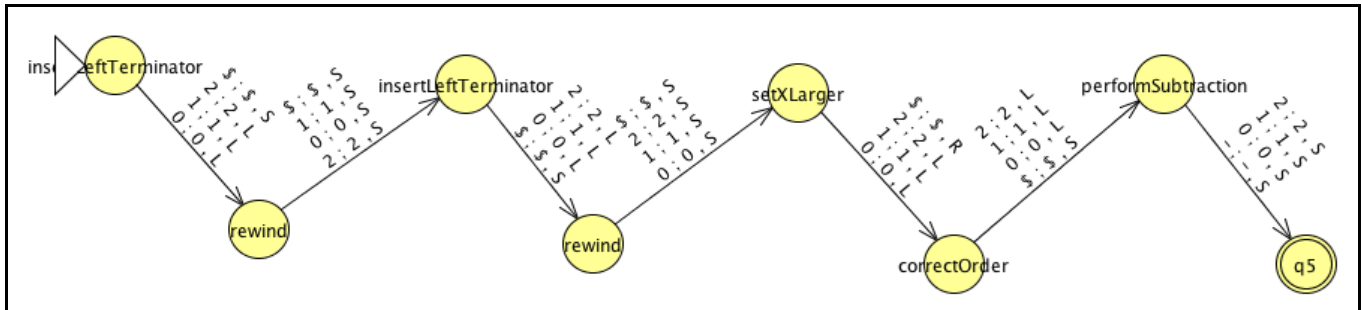 insertLeftTerminator
$ ; $ , S
2 ; 2 , L
1 ; 1 , L
0 ; 0 , L
rewind
$ ; $ , S
1 ; 1 , S
0 ; 0 , S
2 ; 2 , S
insertLeftTerminator
2 ; 2 , L
1 ; 1 , L
0 ; 0 , L
$ ; $ , S
rewind
$ ; $ , S
2 ; 2 , S
1 ; 1 , S
0 ; 0 , S
setXLarger
$ ; $ , R
2 ; 2 , L
1 ; 1 , L
0 ; 0 , L
correctOrder
2 ; 2 , L
1 ; 1 , L
0 ; 0 , L
$ ; $ , S
performSubtraction
2 ; 2 , S
1 ; 1 , S
0 ; 0 , S
- ; - , S
q5